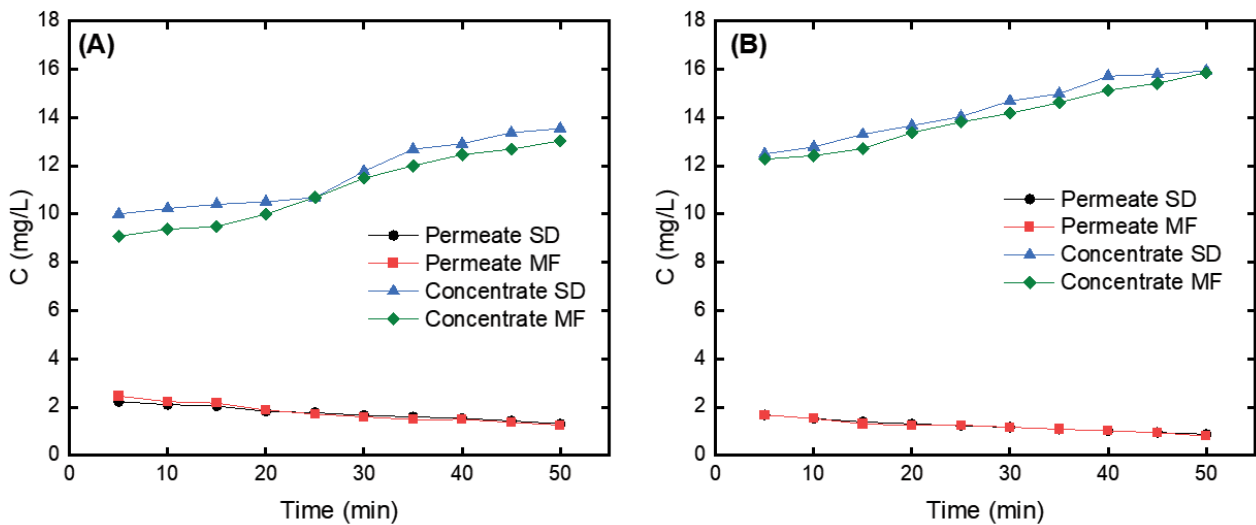 (A)
18
16
14
12
10
8
6
4
2
0
C (mg/L)
0 10 20 30 40 50
Time (min)
Permeate SD
Permeate MF
Concentrate SD
Concentrate MF
(B)
18
16
14
12
10
8
6
4
2
0
C (mg/L)
0 10 20 30 40 50
Time (min)
Permeate SD
Permeate MF
Concentrate SD
Concentrate MF